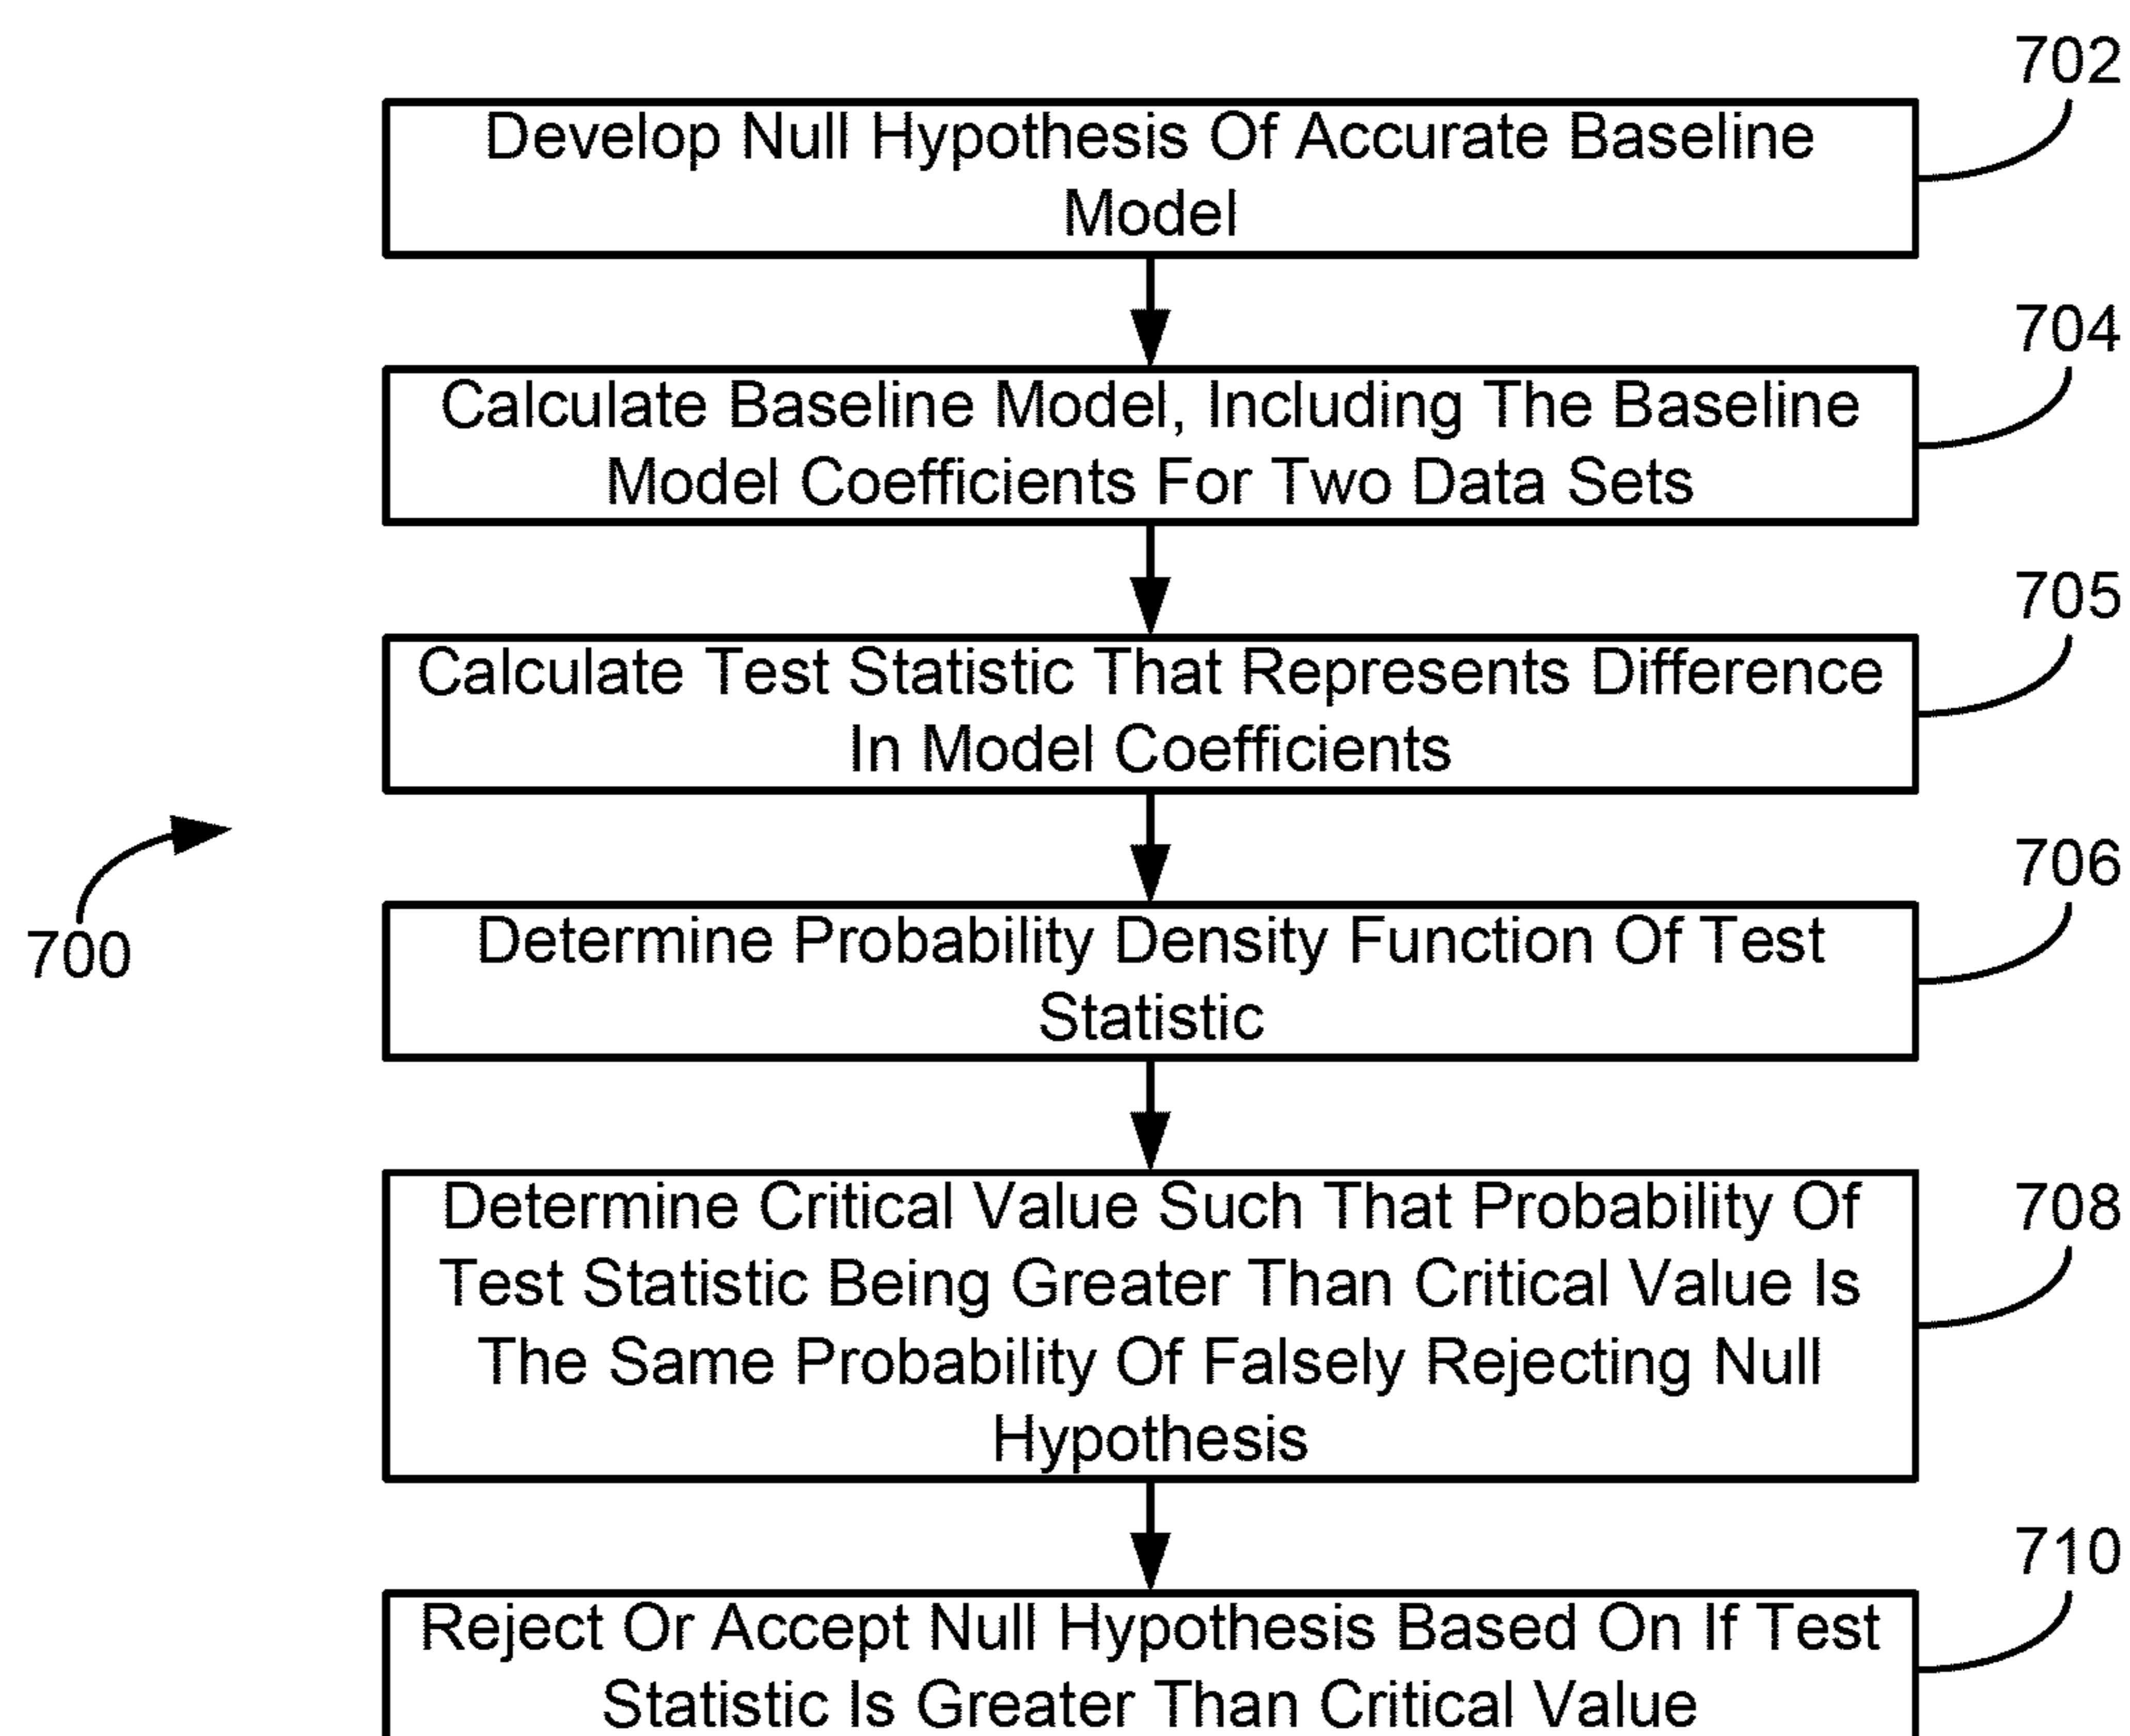 702
Develop Null Hypothesis Of Accurate Baseline
Model
704
Calculate Baseline Model, Including The Baseline
Model Coefficients For Two Data Sets
705
Calculate Test Statistic That Represents Difference
In Model Coefficients
700
706
Determine Probability Density Function Of Test
Statistic
708
Determine Critical Value Such That Probability Of
Test Statistic Being Greater Than Critical Value Is
The Same Probability Of Falsely Rejecting Null
Hypothesis
710
Reject Or Accept Null Hypothesis Based On If Test
Statistic Is Greater Than Critical Value